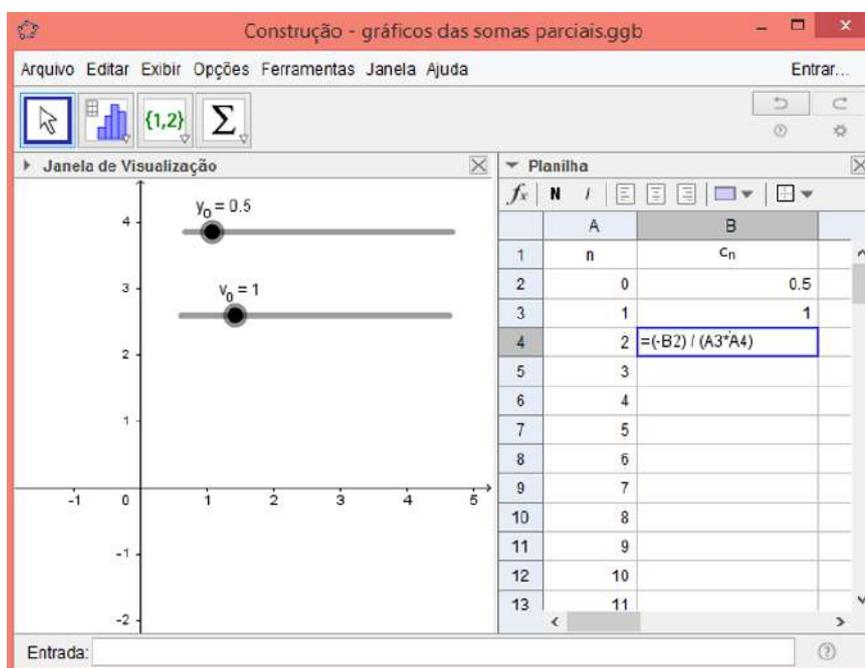 Construção - gráficos das somas parciais.ggb
Arquivo Editar Exibir Opções Ferramentas Janela Ajuda Entrar...
{1,2} Σ
Janela de Visualização
y0 = 0.5
v0 = 1
4
3
2
1
0
-1
-2
-1 1 2 3 4 5
Planilha
fx N I
A B
1 n cn
2 0 0.5
3 1 1
4 2 =(-B2) / (A3*A4)
5 3
6 4
7 5
8 6
9 7
10 8
11 9
12 10
13 11
Entrada: